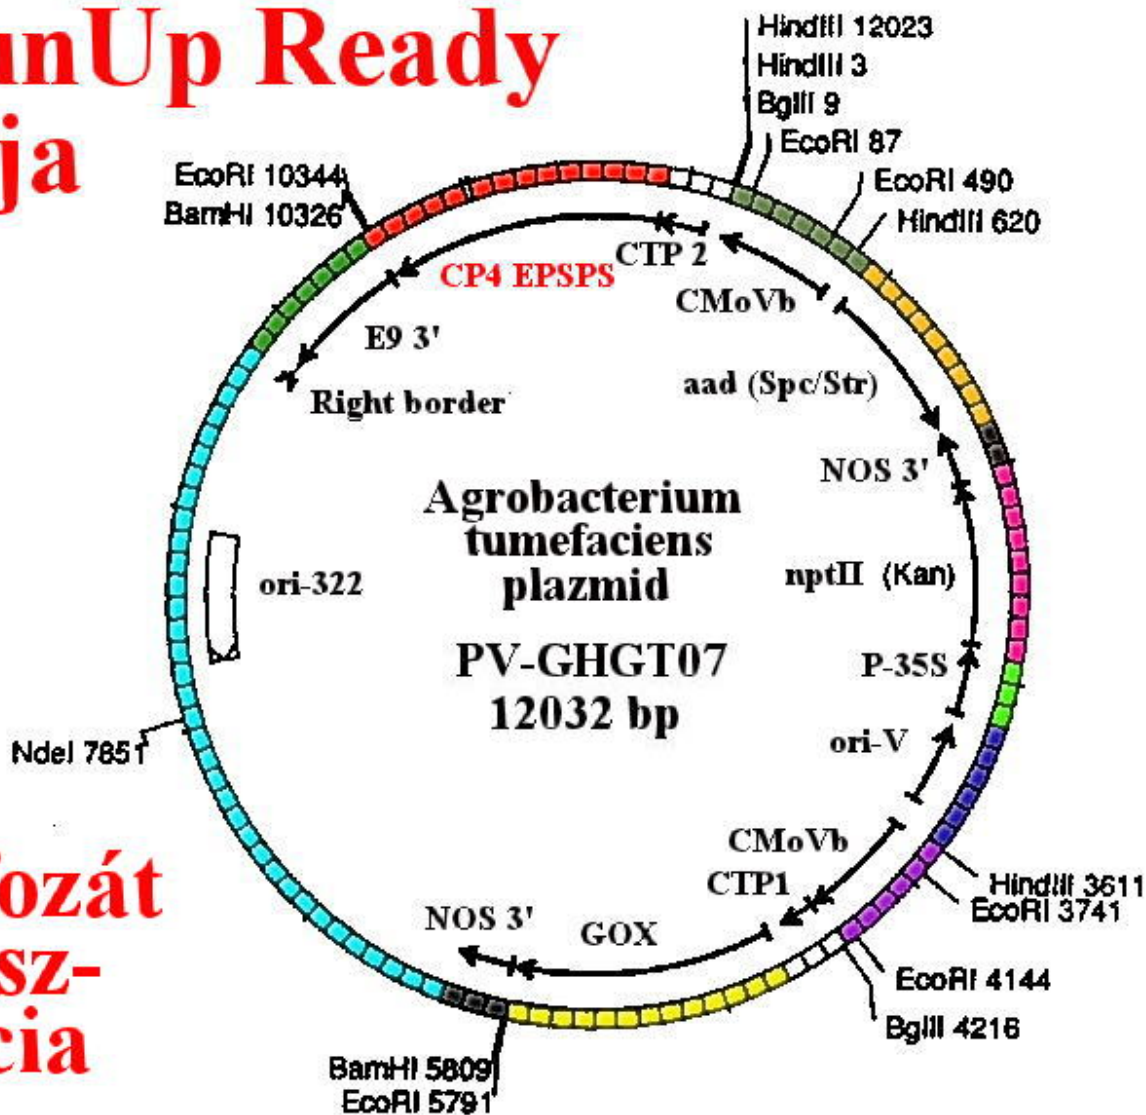 unUp Ready
ja
HindIII 12023
HindIII 3
BglII 9
EcoRI 87
EcoRI 490
HindIII 620
EcoRI 10344
BamHI 10326
CTP 2
CP4 EPSPS
CMoVb
E9 3'
aad (Spc/Str)
Right border
NOS 3'
Agrobacterium
tumefaciens
plazmid
nptII (Kan)
ori-322
PV-GHGT07
12032 bp
P-35S
ori-V
NdeI 7851
CMoVb
CTP1
HindIII 3611
EcoRI 3741
ozát
sz-
cia
NOS 3'
GOX
EcoRI 4144
BglII 4216
BamHI 5809
EcoRI 5791